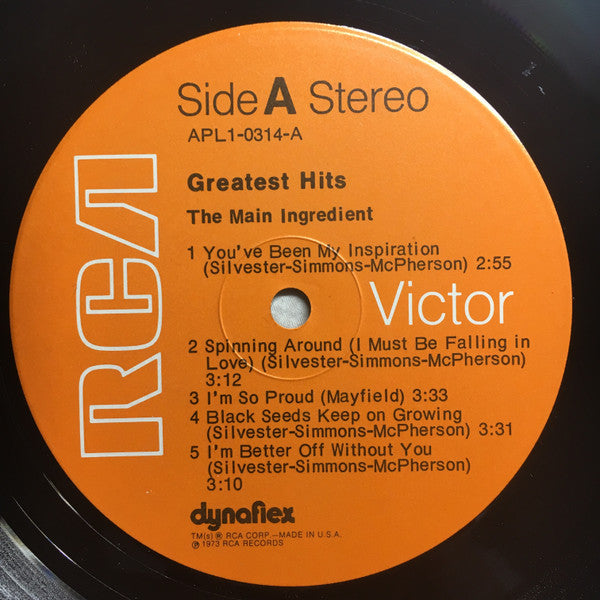 Side A Stereo
APL1-0314-A
Greatest Hits
The Main Ingredient
1 You've Been My Inspiration
(Silvester-Simmons-McPherson) 2:55
RCA
Victor
2 Spinning Around (I Must Be Falling in
Love) (Silvester-Simmons-McPherson)
3:12
3 I'm So Proud (Mayfield) 3:33
4 Black Seeds Keep on Growing
(Silvester-Simmons-McPherson) 3:31
5 I'm Better Off Without You
(Silvester-Simmons-McPherson)
3:10
dynaflex
TM(s) ® RCA CORP.—MADE IN U.S.A.
℗ 1973 RCA RECORDS